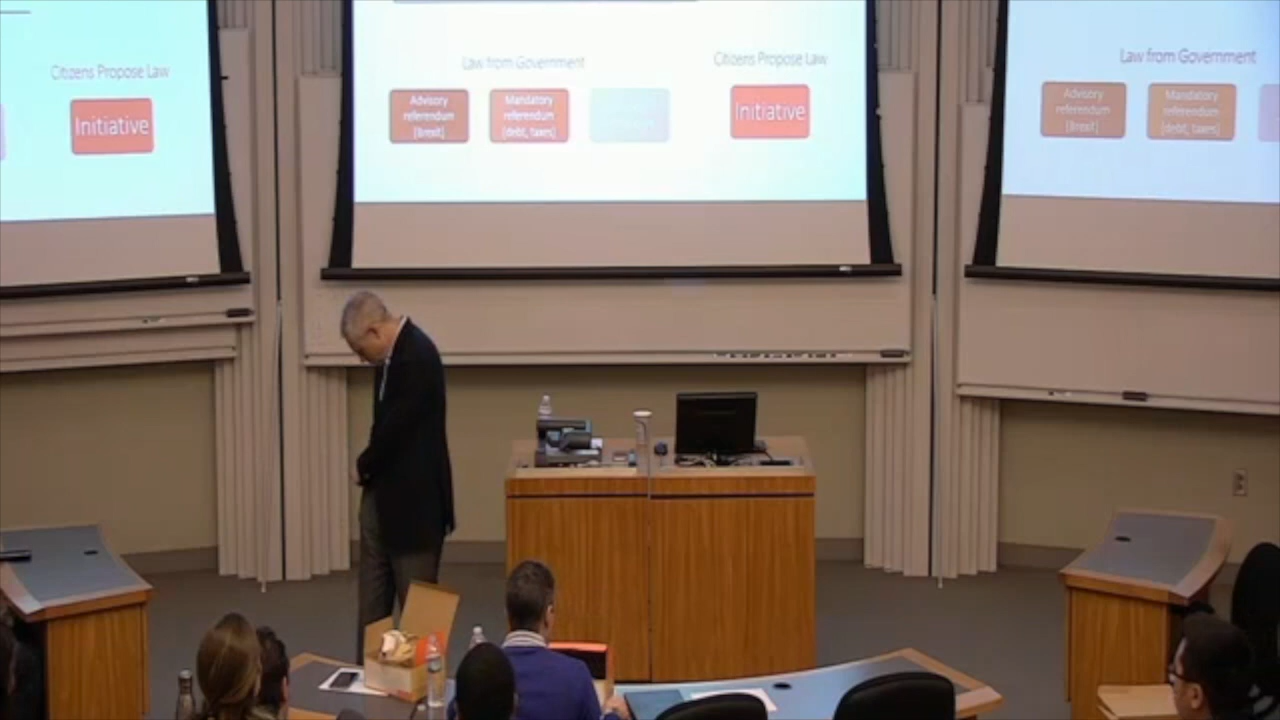 Citizens Propose Law
Initiative
Law from Government
Citizens Propose Law
Advisory
referendum
(Brexit)
Mandatory
referendum
(debt, taxes)
Initiative
Law from Government
Advisory
referendum
(Brexit)
Mandatory
referendum
(debt, taxes)